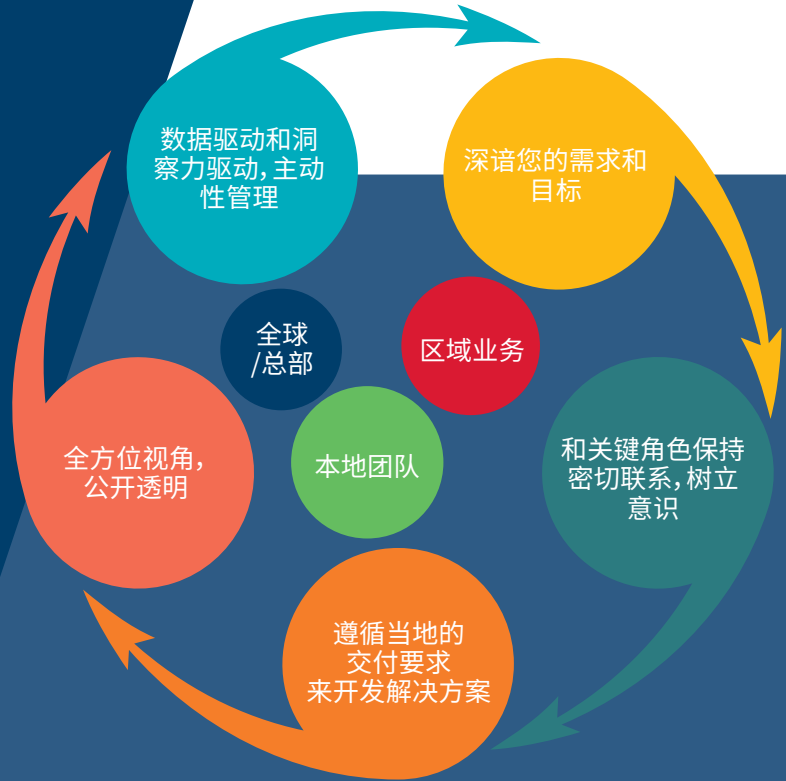 数据驱动和洞
察力驱动，主动
性管理
深谙您的需求和
目标
和关键角色保持
密切联系，树立
意识
遵循当地的
交付要求
来开发解决方案
全方位视角，
公开透明
全球
/总部
区域业务
本地团队